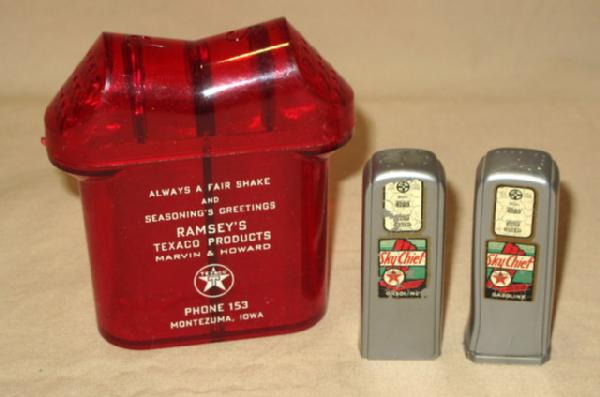 ALWAYS A FAIR SHAKE
AND
SEASONING'S GREETINGS
RAMSEY'S
TEXACO PRODUCTS
MARVIN & HOWARD
TEXACO
PHONE 153
MONTEZUMA, IOWA
Sky Chief
GASOLINE
Sky Chief
GASOLINE